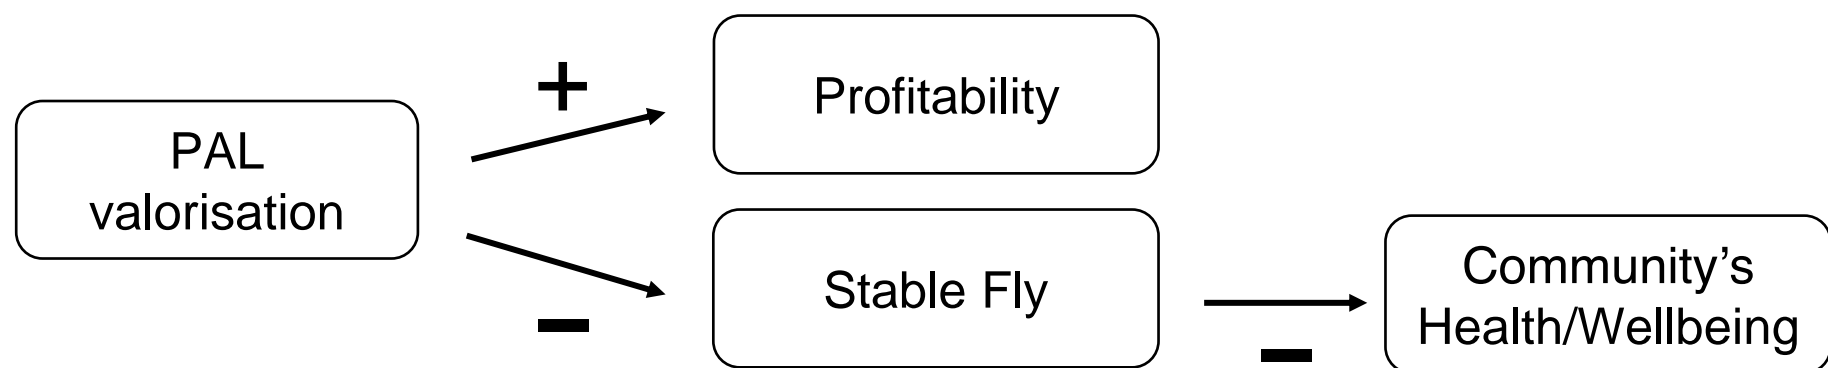 +
Profitability
PAL
valorisation
Stable Fly
Community's
Health/Wellbeing
–
–